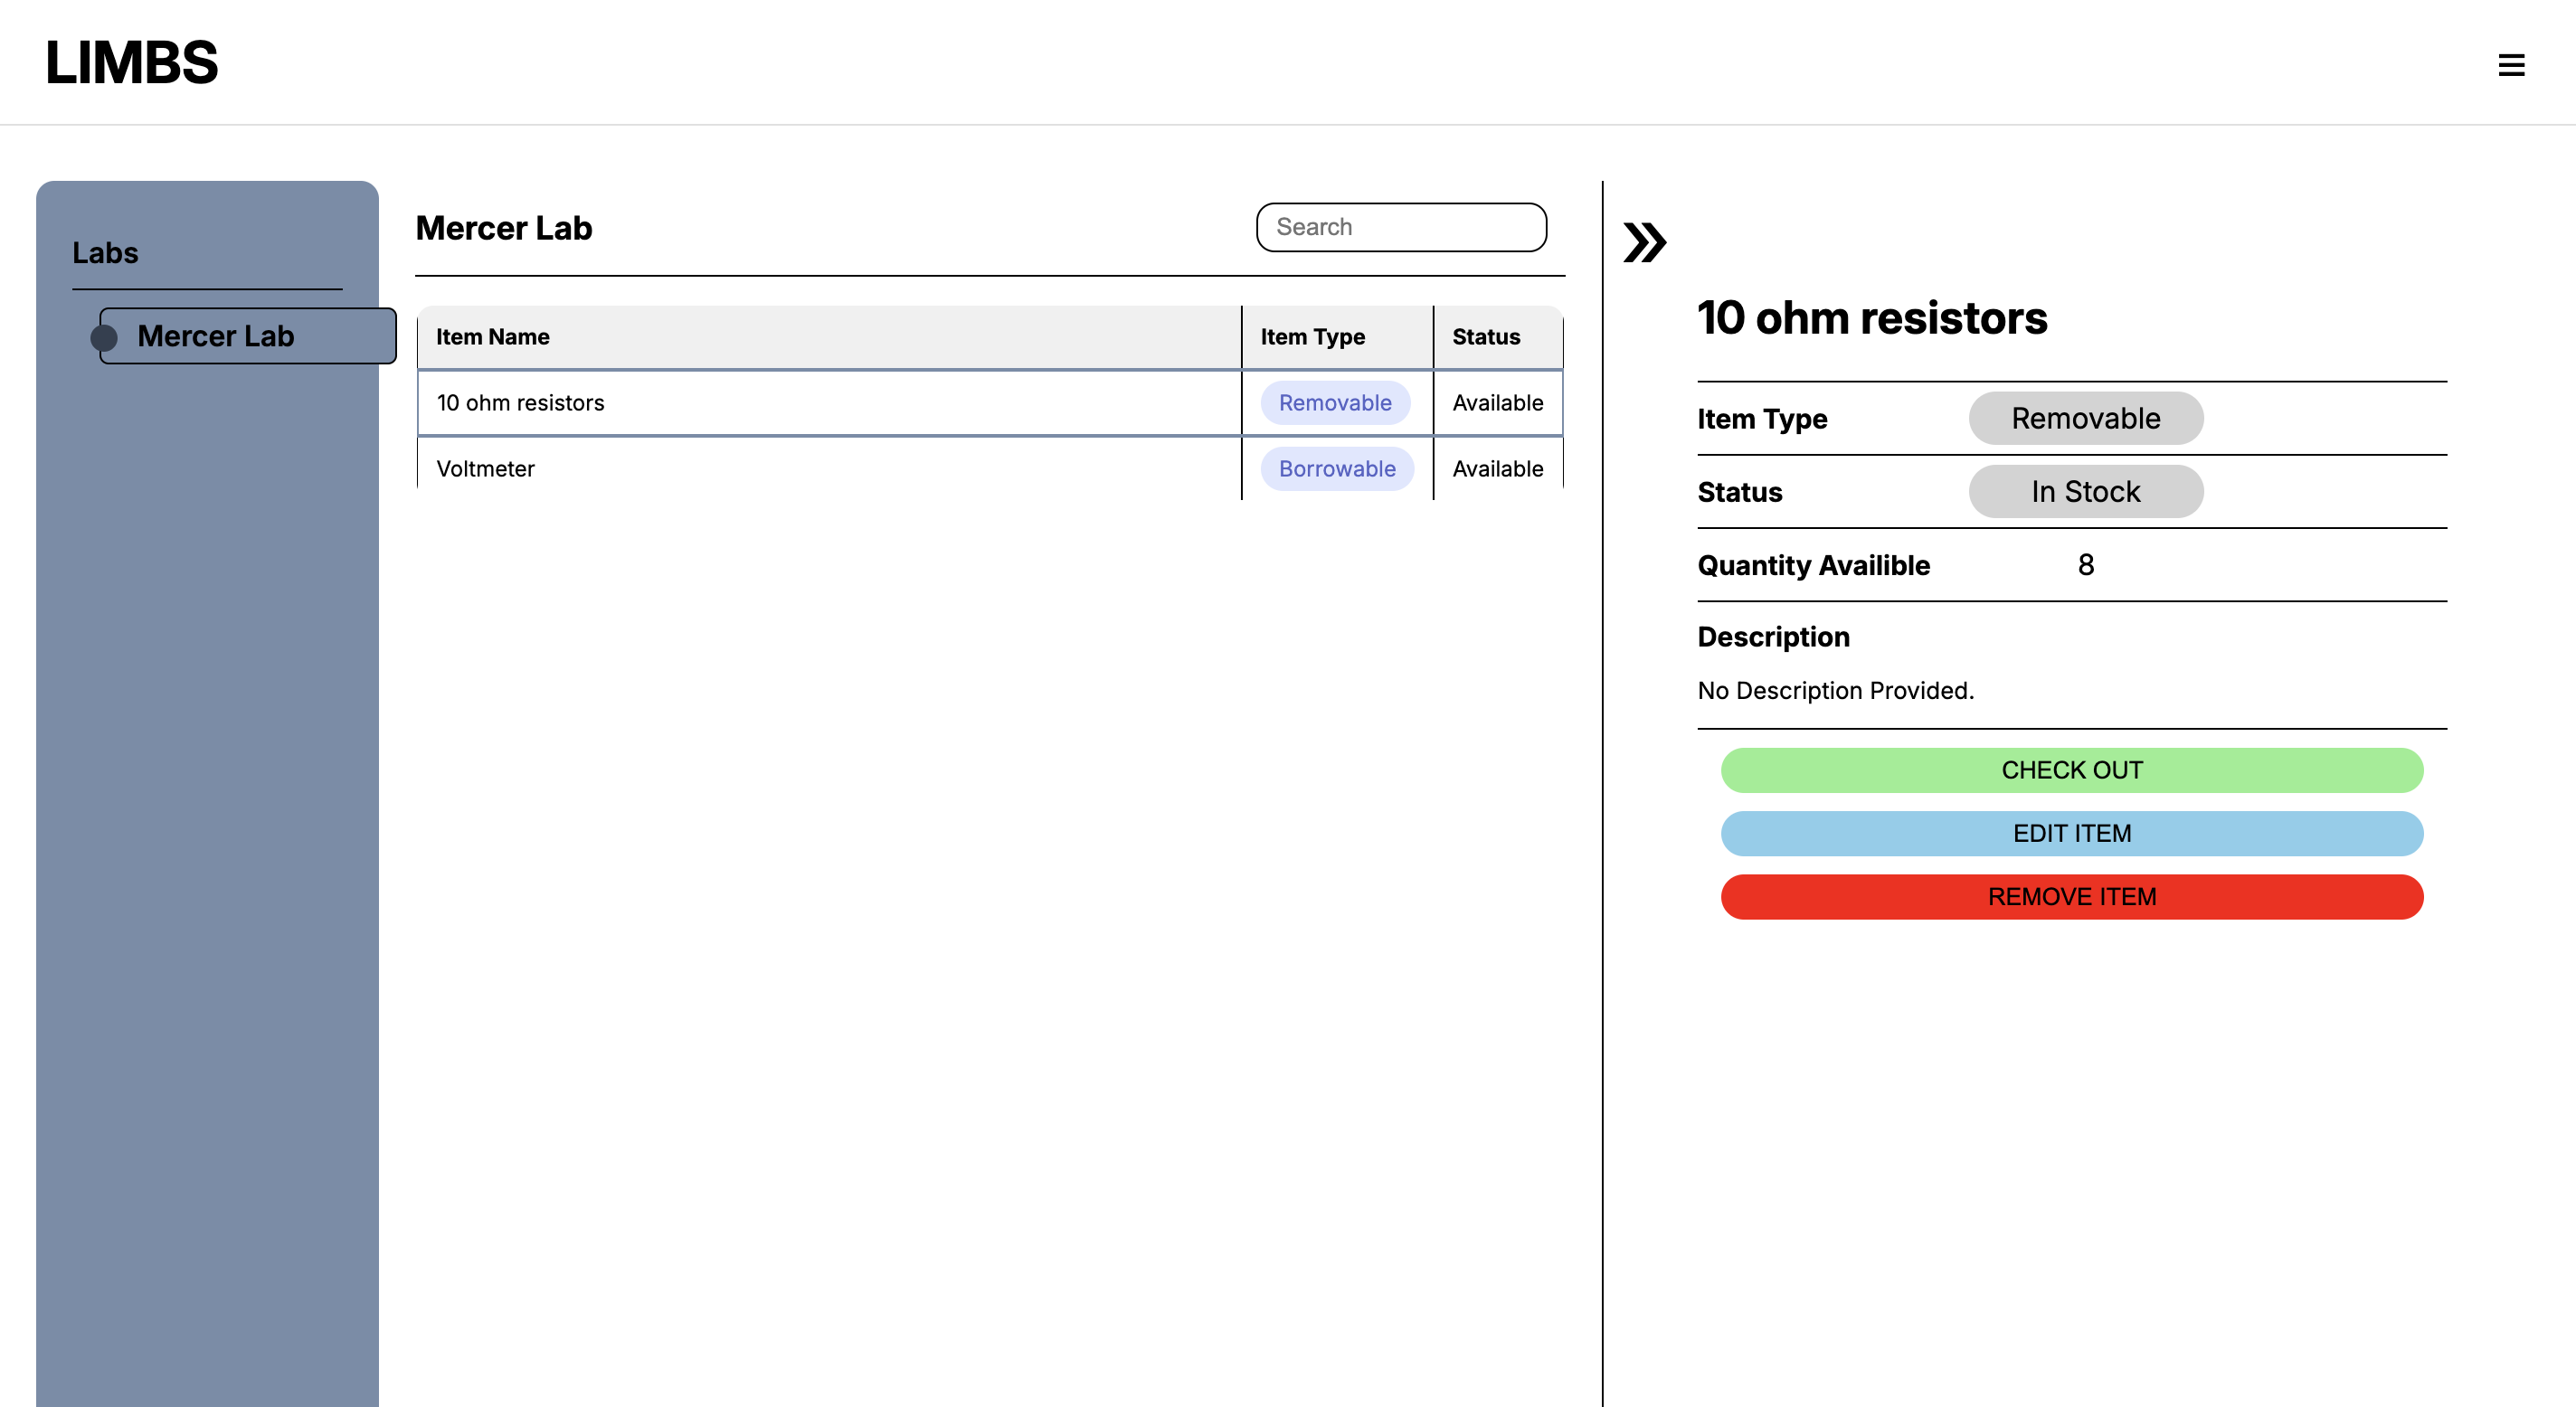 LIMBS
Labs
Mercer Lab
Mercer Lab
Search
Item Name Item Type Status
10 ohm resistors Removable Available
Voltmeter Borrowable Available
10 ohm resistors
Item Type Removable
Status In Stock
Quantity Availible 8
Description
No Description Provided.
CHECK OUT
EDIT ITEM
REMOVE ITEM